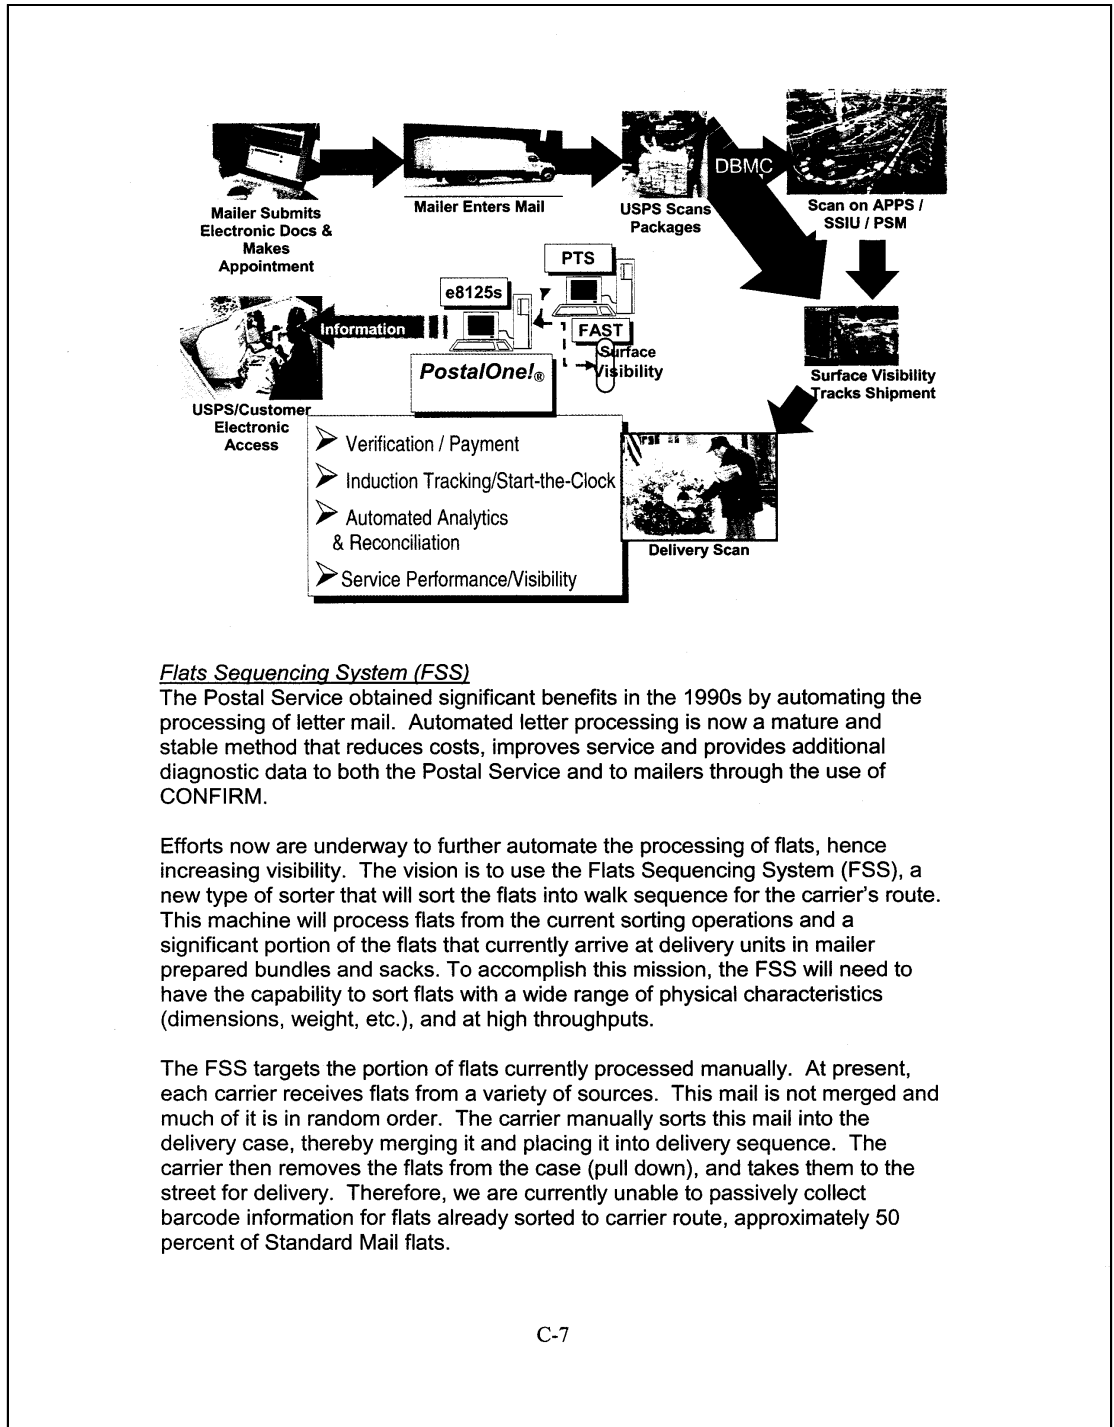 DBMC
Mailer Submits
Electronic Docs &
Makes
Appointment
Mailer Enters Mail
USPS Scans
Packages
Scan on APPS /
SSIU / PSM
PTS
e8125s
Information
FAST
Surface
Visibility
PostalOne!®
Surface Visibility
Tracks Shipment
USPS/Customer
Electronic
Access
➢ Verification / Payment
➢ Induction Tracking/Start-the-Clock
➢ Automated Analytics
& Reconciliation
➢ Service Performance/Visibility
Delivery Scan
Flats Sequencing System (FSS)
The Postal Service obtained significant benefits in the 1990s by automating the
processing of letter mail. Automated letter processing is now a mature and
stable method that reduces costs, improves service and provides additional
diagnostic data to both the Postal Service and to mailers through the use of
CONFIRM.
Efforts now are underway to further automate the processing of flats, hence
increasing visibility. The vision is to use the Flats Sequencing System (FSS), a
new type of sorter that will sort the flats into walk sequence for the carrier's route.
This machine will process flats from the current sorting operations and a
significant portion of the flats that currently arrive at delivery units in mailer
prepared bundles and sacks. To accomplish this mission, the FSS will need to
have the capability to sort flats with a wide range of physical characteristics
(dimensions, weight, etc.), and at high throughputs.
The FSS targets the portion of flats currently processed manually. At present,
each carrier receives flats from a variety of sources. This mail is not merged and
much of it is in random order. The carrier manually sorts this mail into the
delivery case, thereby merging it and placing it into delivery sequence. The
carrier then removes the flats from the case (pull down), and takes them to the
street for delivery. Therefore, we are currently unable to passively collect
barcode information for flats already sorted to carrier route, approximately 50
percent of Standard Mail flats.
C-7